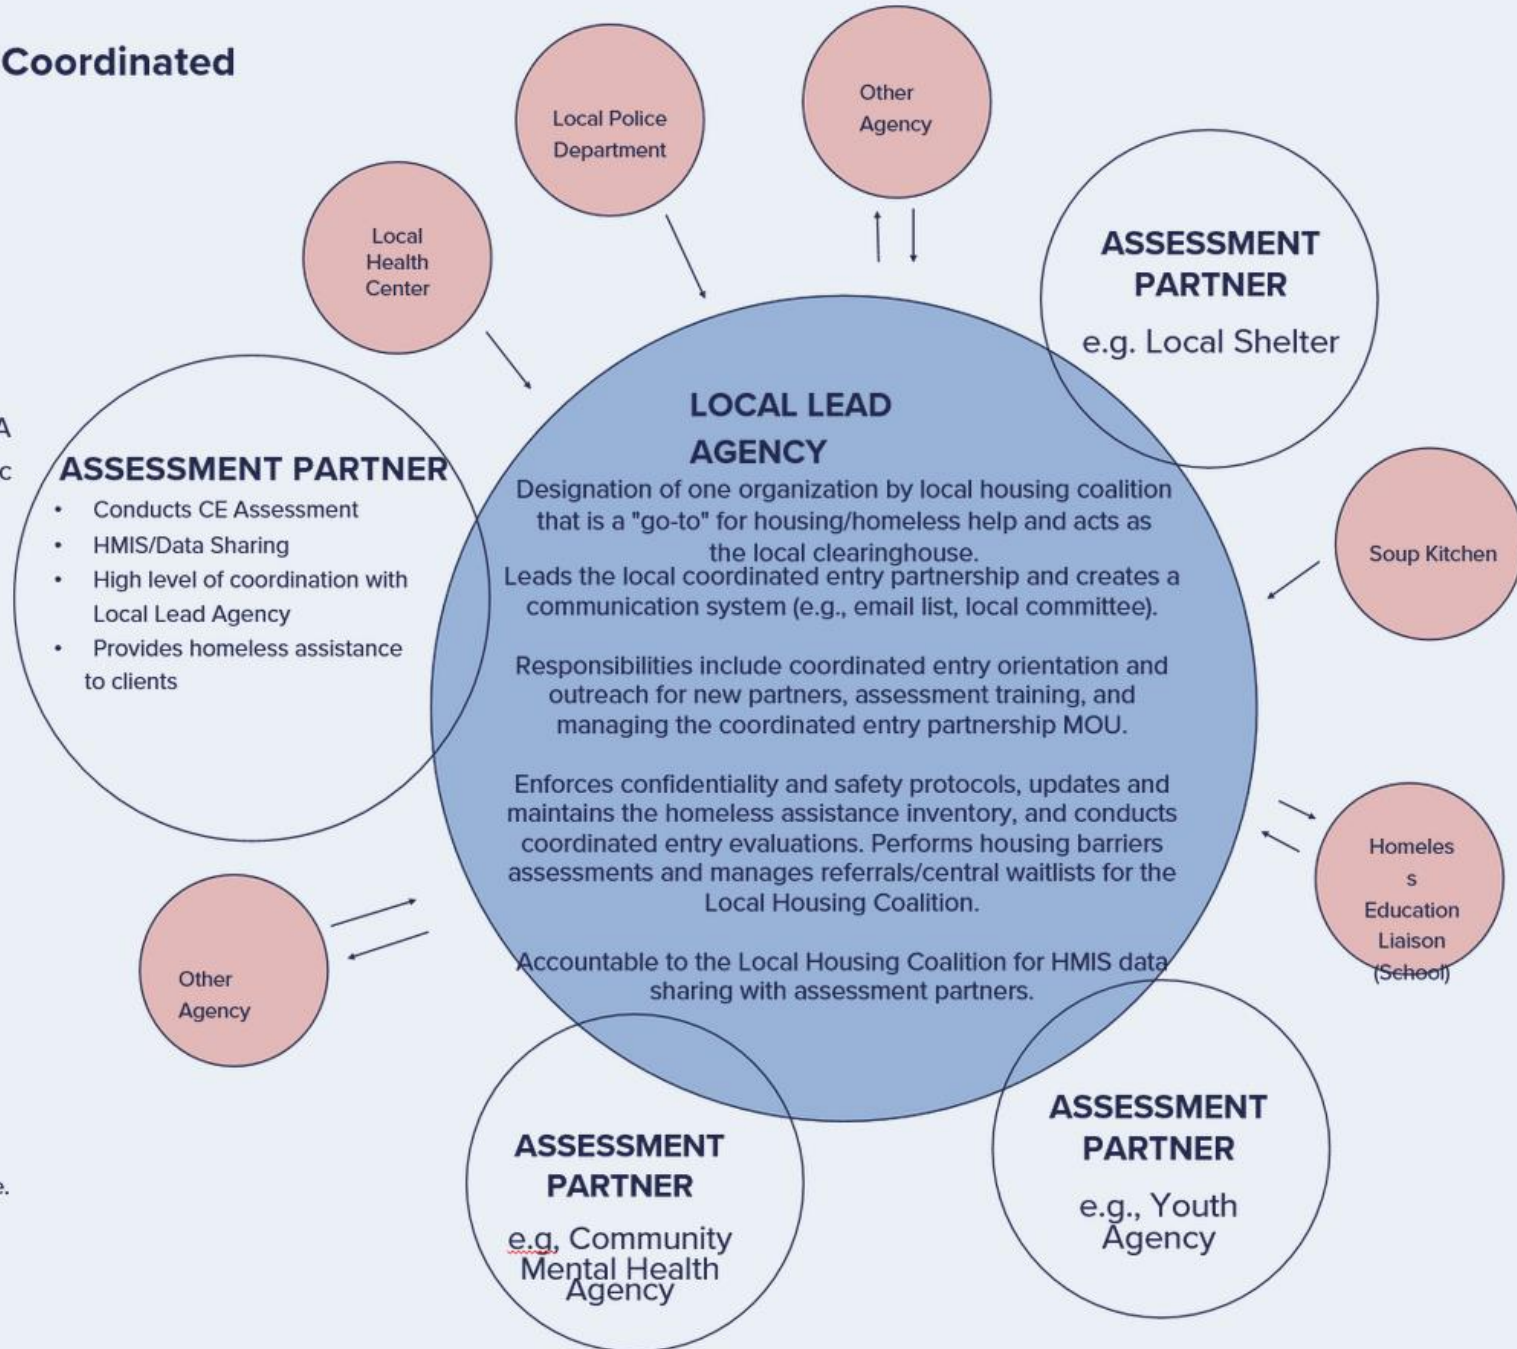 Coordinated
Local Police
Department
Other
Agency
Local
Health
Center
ASSESSMENT
PARTNER
e.g. Local Shelter
A
c
ASSESSMENT PARTNER
• Conducts CE Assessment
• HMIS/Data Sharing
• High level of coordination with
Local Lead Agency
• Provides homeless assistance
to clients
LOCAL LEAD
AGENCY
Designation of one organization by local housing coalition
that is a "go-to" for housing/homeless help and acts as
the local clearinghouse.
Leads the local coordinated entry partnership and creates a
communication system (e.g., email list, local committee).
Responsibilities include coordinated entry orientation and
outreach for new partners, assessment training, and
managing the coordinated entry partnership MOU.
Enforces confidentiality and safety protocols, updates and
maintains the homeless assistance inventory, and conducts
coordinated entry evaluations. Performs housing barriers
assessments and manages referrals/central waitlists for the
Local Housing Coalition.
Accountable to the Local Housing Coalition for HMIS data
sharing with assessment partners.
Soup Kitchen
Homeles
s
Education
Liaison
(School)
Other
Agency
e.
ASSESSMENT
PARTNER
e.g, Community
Mental Health
Agency
ASSESSMENT
PARTNER
e.g., Youth
Agency